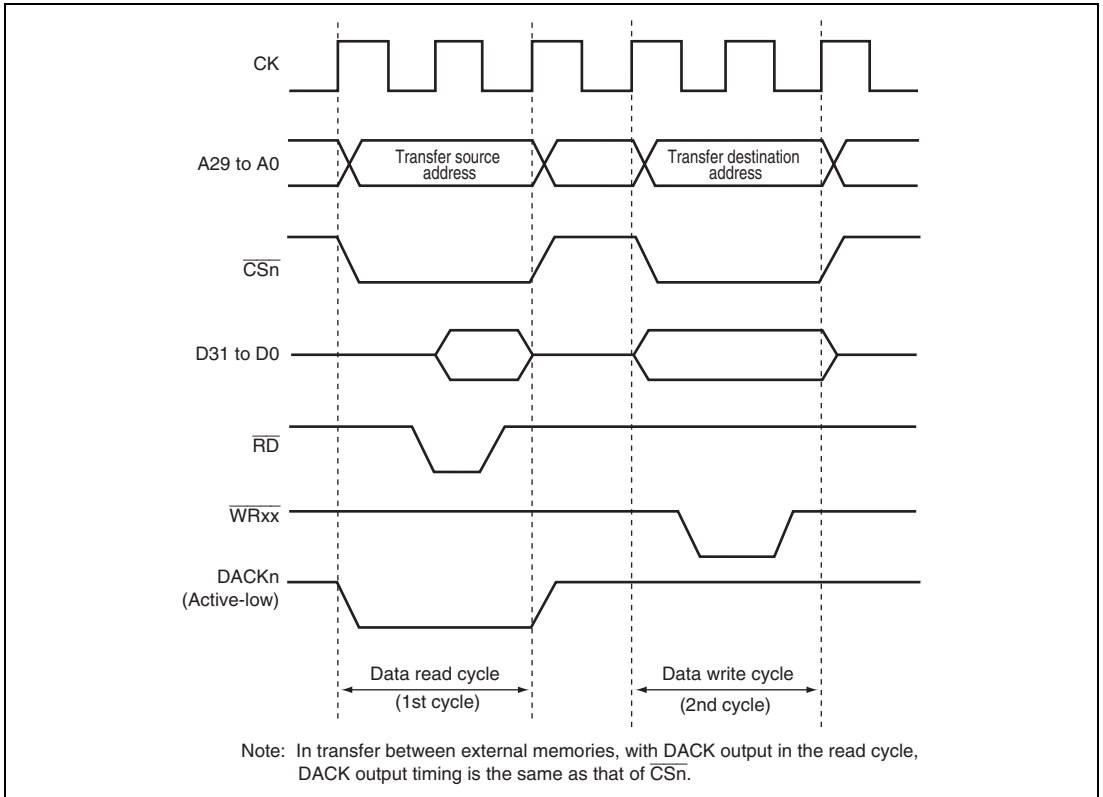 CK
A29 to A0
Transfer source
address
Transfer destination
address
CSn
D31 to D0
RD
WRxx
DACKn
(Active-low)
Data read cycle
(1st cycle)
Data write cycle
(2nd cycle)
Note: In transfer between external memories, with DACK output in the read cycle,
DACK output timing is the same as that of CSn.